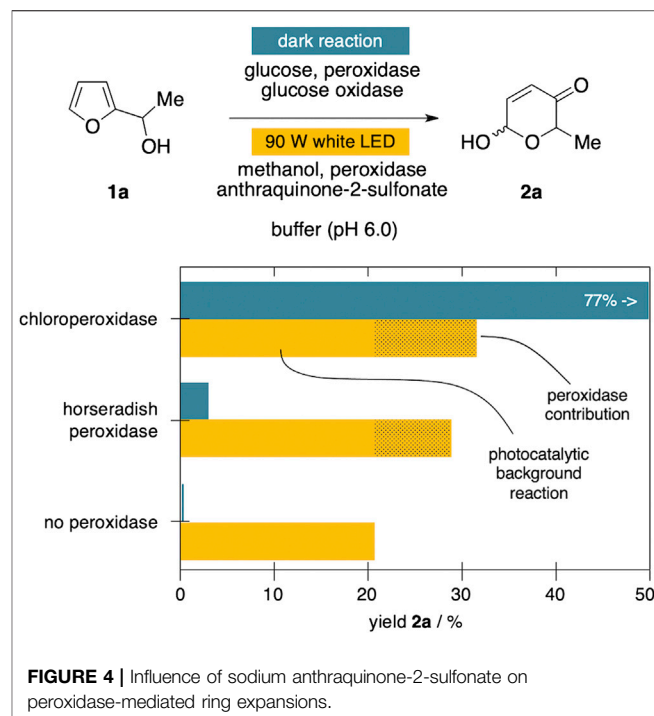 dark reaction
glucose, peroxidase
glucose oxidase
O
Me
OH
1a
90 W white LED
methanol, peroxidase
anthraquinone-2-sulfonate
buffer (pH 6.0)
O
HO
O
Me
2a
chloroperoxidase
77% ->
peroxidase
contribution
horseradish
peroxidase
photocatalytic
background
reaction
no peroxidase
0 10 20 30 40 50
yield 2a / %
FIGURE 4 | Influence of sodium anthraquinone-2-sulfonate on
peroxidase-mediated ring expansions.